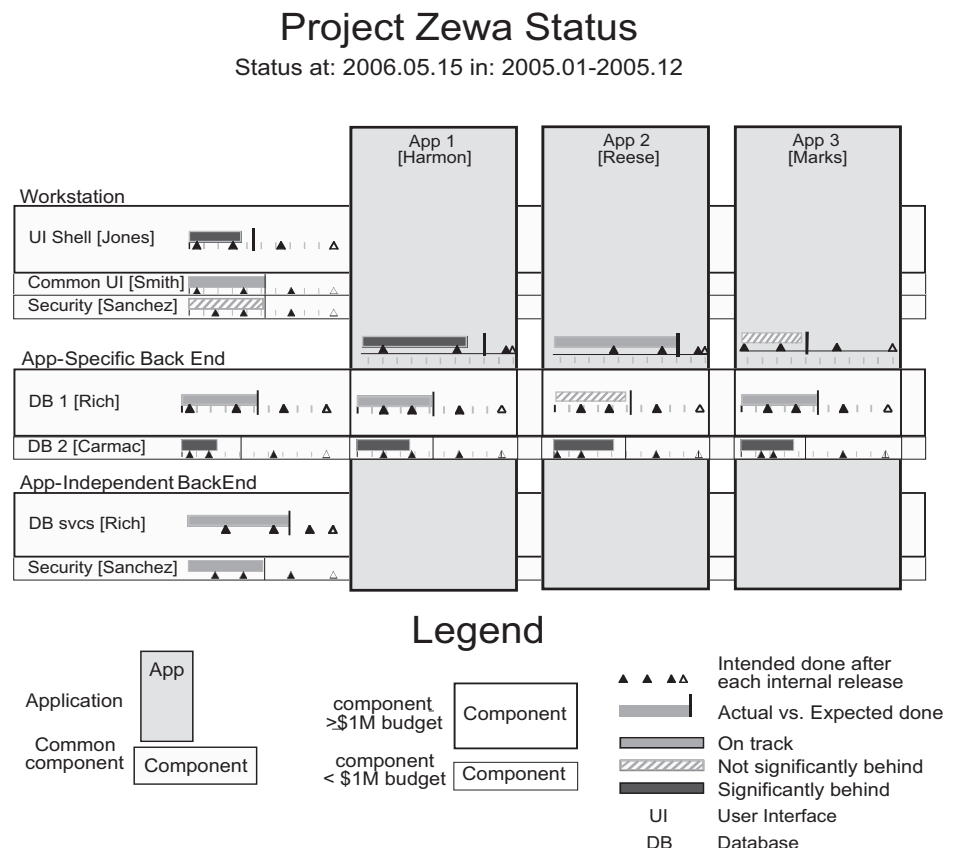 Project Zewa Status
Status at: 2006.05.15 in: 2005.01-2005.12
App 1
[Harmon]
App 2
[Reese]
App 3
[Marks]
Workstation
UI Shell [Jones]
Common UI [Smith]
Security [Sanchez]
App-Specific Back End
DB 1 [Rich]
DB 2 [Carmac]
App-Independent BackEnd
DB svcs [Rich]
Security [Sanchez]
Legend
App
Application
Common
component
Component
component
>$1M budget
Component
component
< $1M budget
Component
Intended done after
each internal release
Actual vs. Expected done
On track
Not significantly behind
Significantly behind
UI User Interface
DB Database